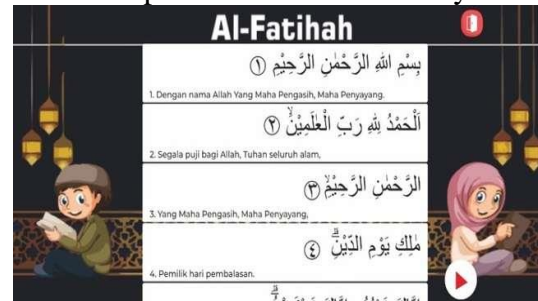 Al-Fatihah
بِسْمِ اللّٰهِ الرَّحْمٰنِ الرَّحِيْمِ ١
1. Dengan nama Allah Yang Maha Pengasih, Maha Penyayang.
اَلْحَمْدُ لِلّٰهِ رَبِّ الْعٰلَمِيْنَۙ ٢
2. Segala puji bagi Allah, Tuhan seluruh alam,
الرَّحْمٰنِ الرَّحِيْمِۙ ٣
3. Yang Maha Pengasih, Maha Penyayang,
مٰلِكِ يَوْمِ الدِّيْنِۗ ٤
4. Pemilik hari pembalasan.